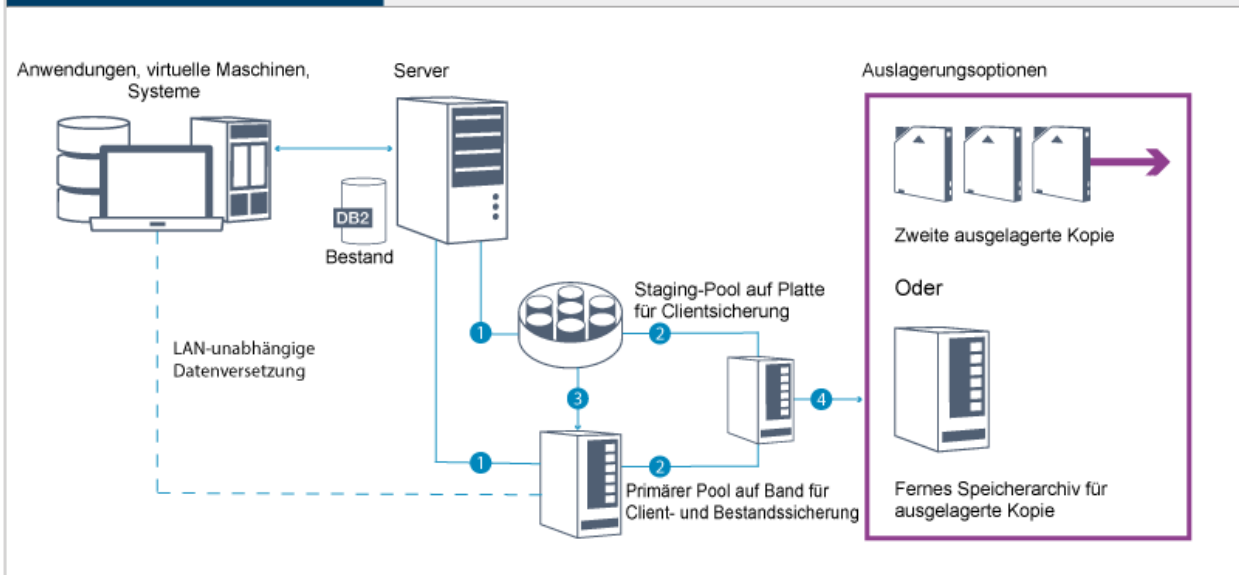 Anwendungen, virtuelle Maschinen,
Systeme
Server
DB2
Bestand
LAN-unabhängige
Datenversetzung
1
Staging-Pool auf Platte
für Clientsicherung
2
3
1
2
Primärer Pool auf Band für
Client- und Bestandssicherung
4
Auslagerungsoptionen
Zweite ausgelagerte Kopie
Oder
Fernes Speicherarchiv für
ausgelagerte Kopie